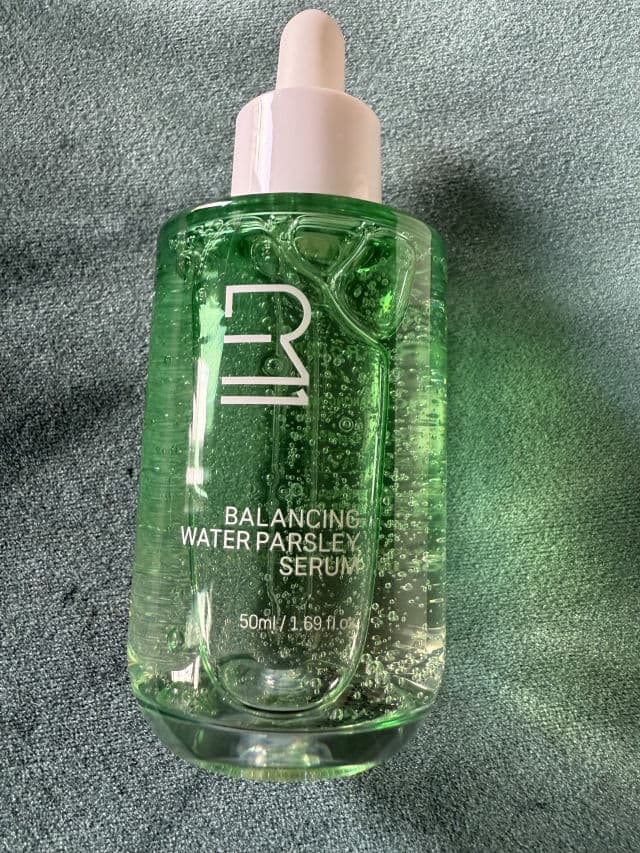 BALANCING
WATER PARSLEY
SERUM
50ml / 1.69 fl.oz